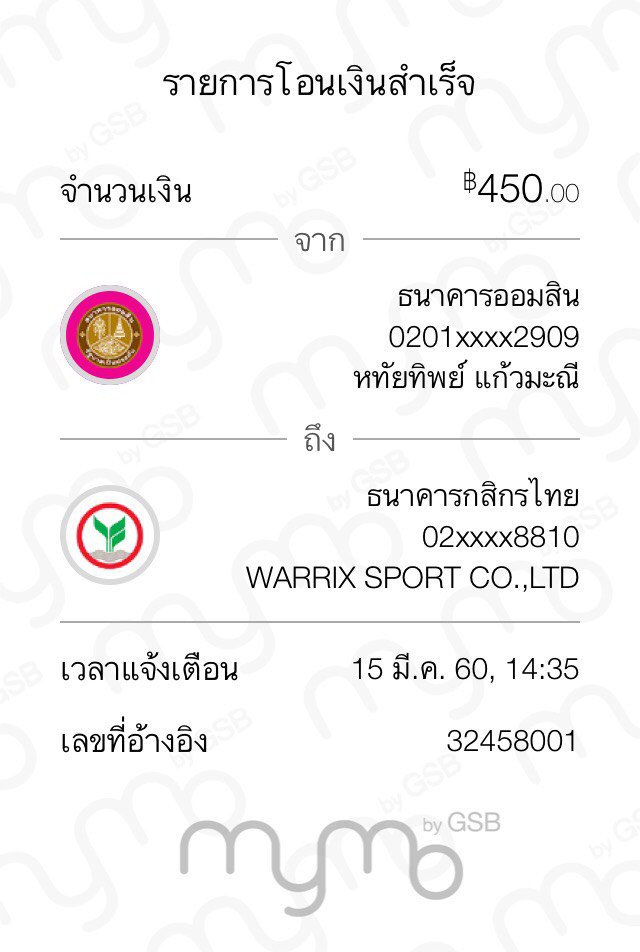 รายการโอนเงินสำเร็จ
จำนวนเงิน ฿450.00
จาก
ธนาคารออมสิน
0201xxxx2909
หทัยทิพย์ แก้วมะณี
ถึง
ธนาคารกสิกรไทย
02xxxx8810
WARRIX SPORT CO.,LTD
เวลาแจ้งเตือน 15 มี.ค. 60, 14:35
เลขที่อ้างอิง 32458001
mymo by GSB